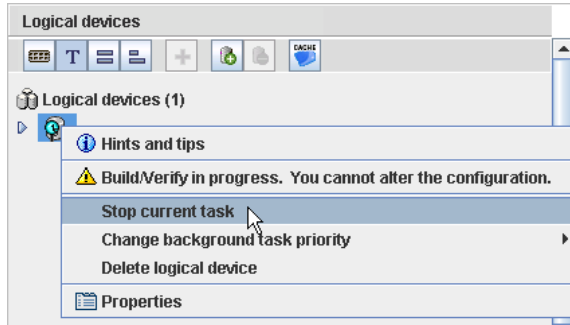 Logical devices
T
CACHE
Logical devices (1)
Hints and tips
Build/Verify in progress. You cannot alter the configuration.
Stop current task
Change background task priority
Delete logical device
Properties